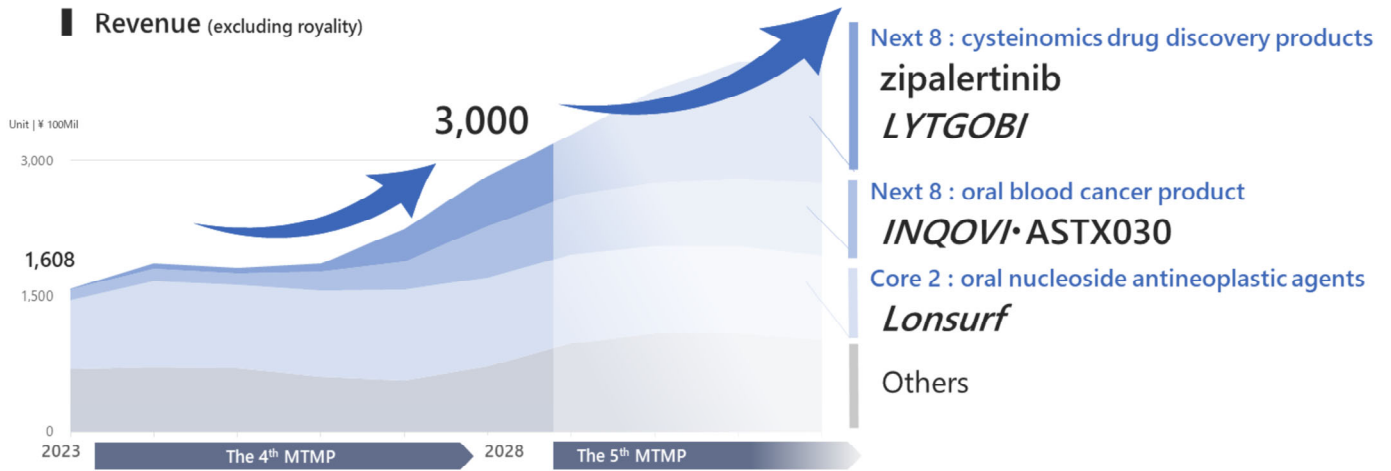 Revenue (excluding royality)
Unit | ¥ 100Mil
3,000
3,000
1,608
1,500
0
2023
The 4th MTMP
2028
The 5th MTMP
Next 8 : cysteinomics drug discovery products
zipalertinib
LYTGOBI
Next 8 : oral blood cancer product
INQOVI・ASTX030
Core 2 : oral nucleoside antineoplastic agents
Lonsurf
Others